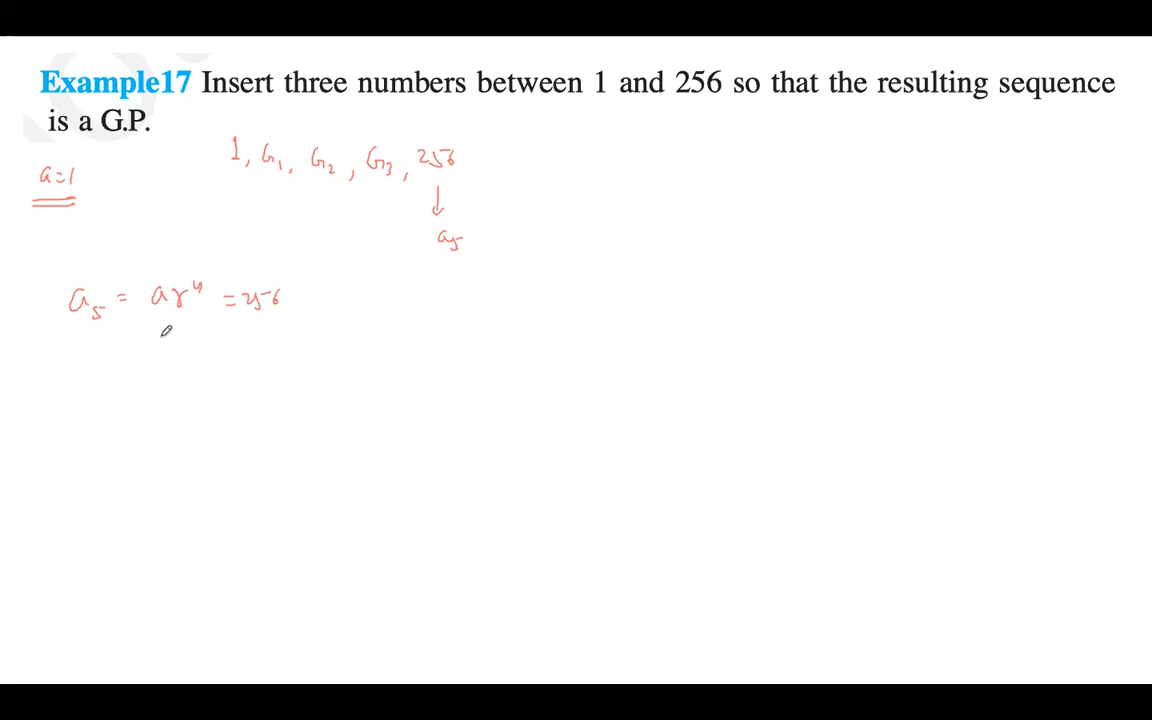 Example17 Insert three numbers between 1 and 256 so that the resulting sequence
is a G.P.
1, G₁, G₂, G₃, 256
a=1
↓
a₅
a₅ = ar⁴ = 256